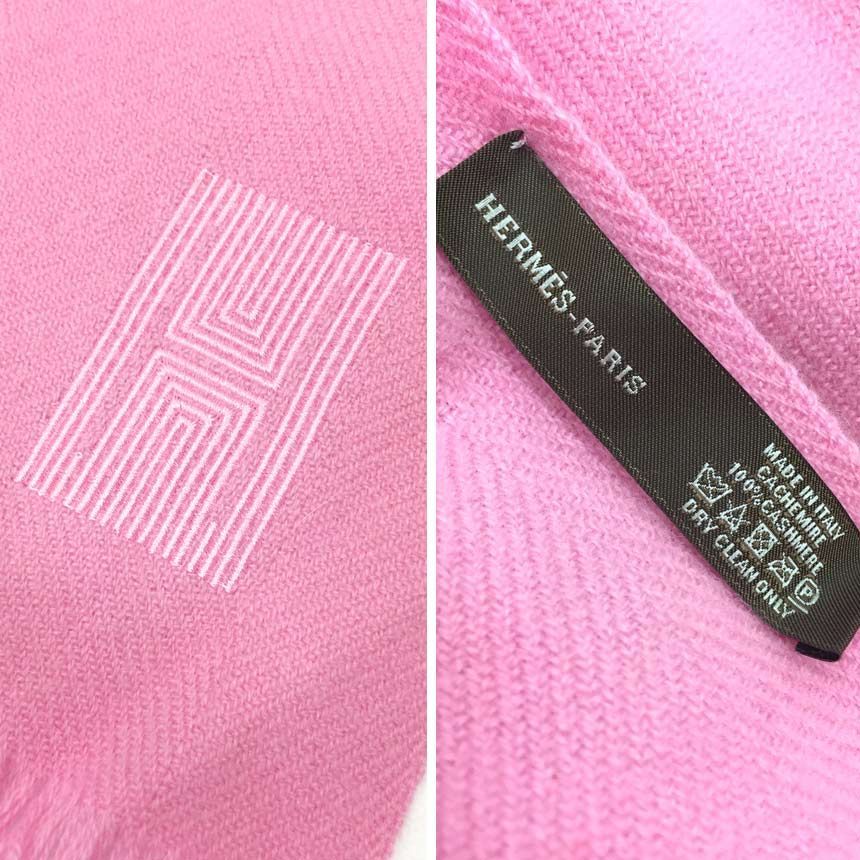 HERMÈS-PARIS
MADE IN ITALY
CACHEMIRE
100% CASHMERE
P
DRY CLEAN ONLY